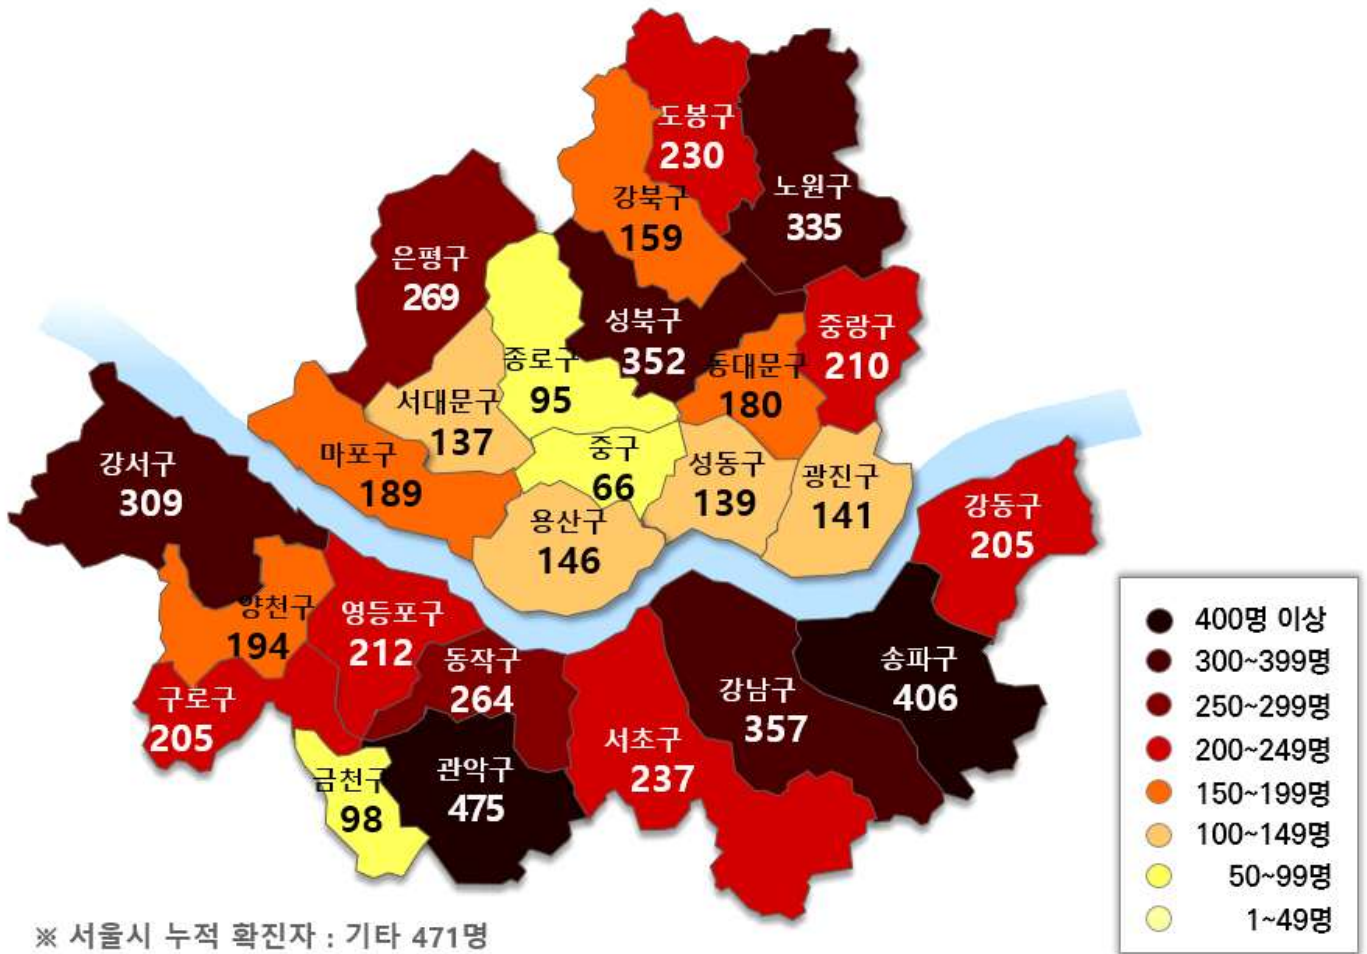 도봉구
230
노원구
335
강북구
159
은평구
269
성북구
352
중랑구
210
종로구
95
동대문구
180
서대문구
137
마포구
189
중구
66
성동구
139
광진구
141
강서구
309
용산구
146
강동구
205
양천구
194
영등포구
212
동작구
264
송파구
406
구로구
205
강남구
357
서초구
237
금천구
98
관악구
475
400명 이상
300~399명
250~299명
200~249명
150~199명
100~149명
50~99명
1~49명
※ 서울시 누적 확진자 : 기타 471명